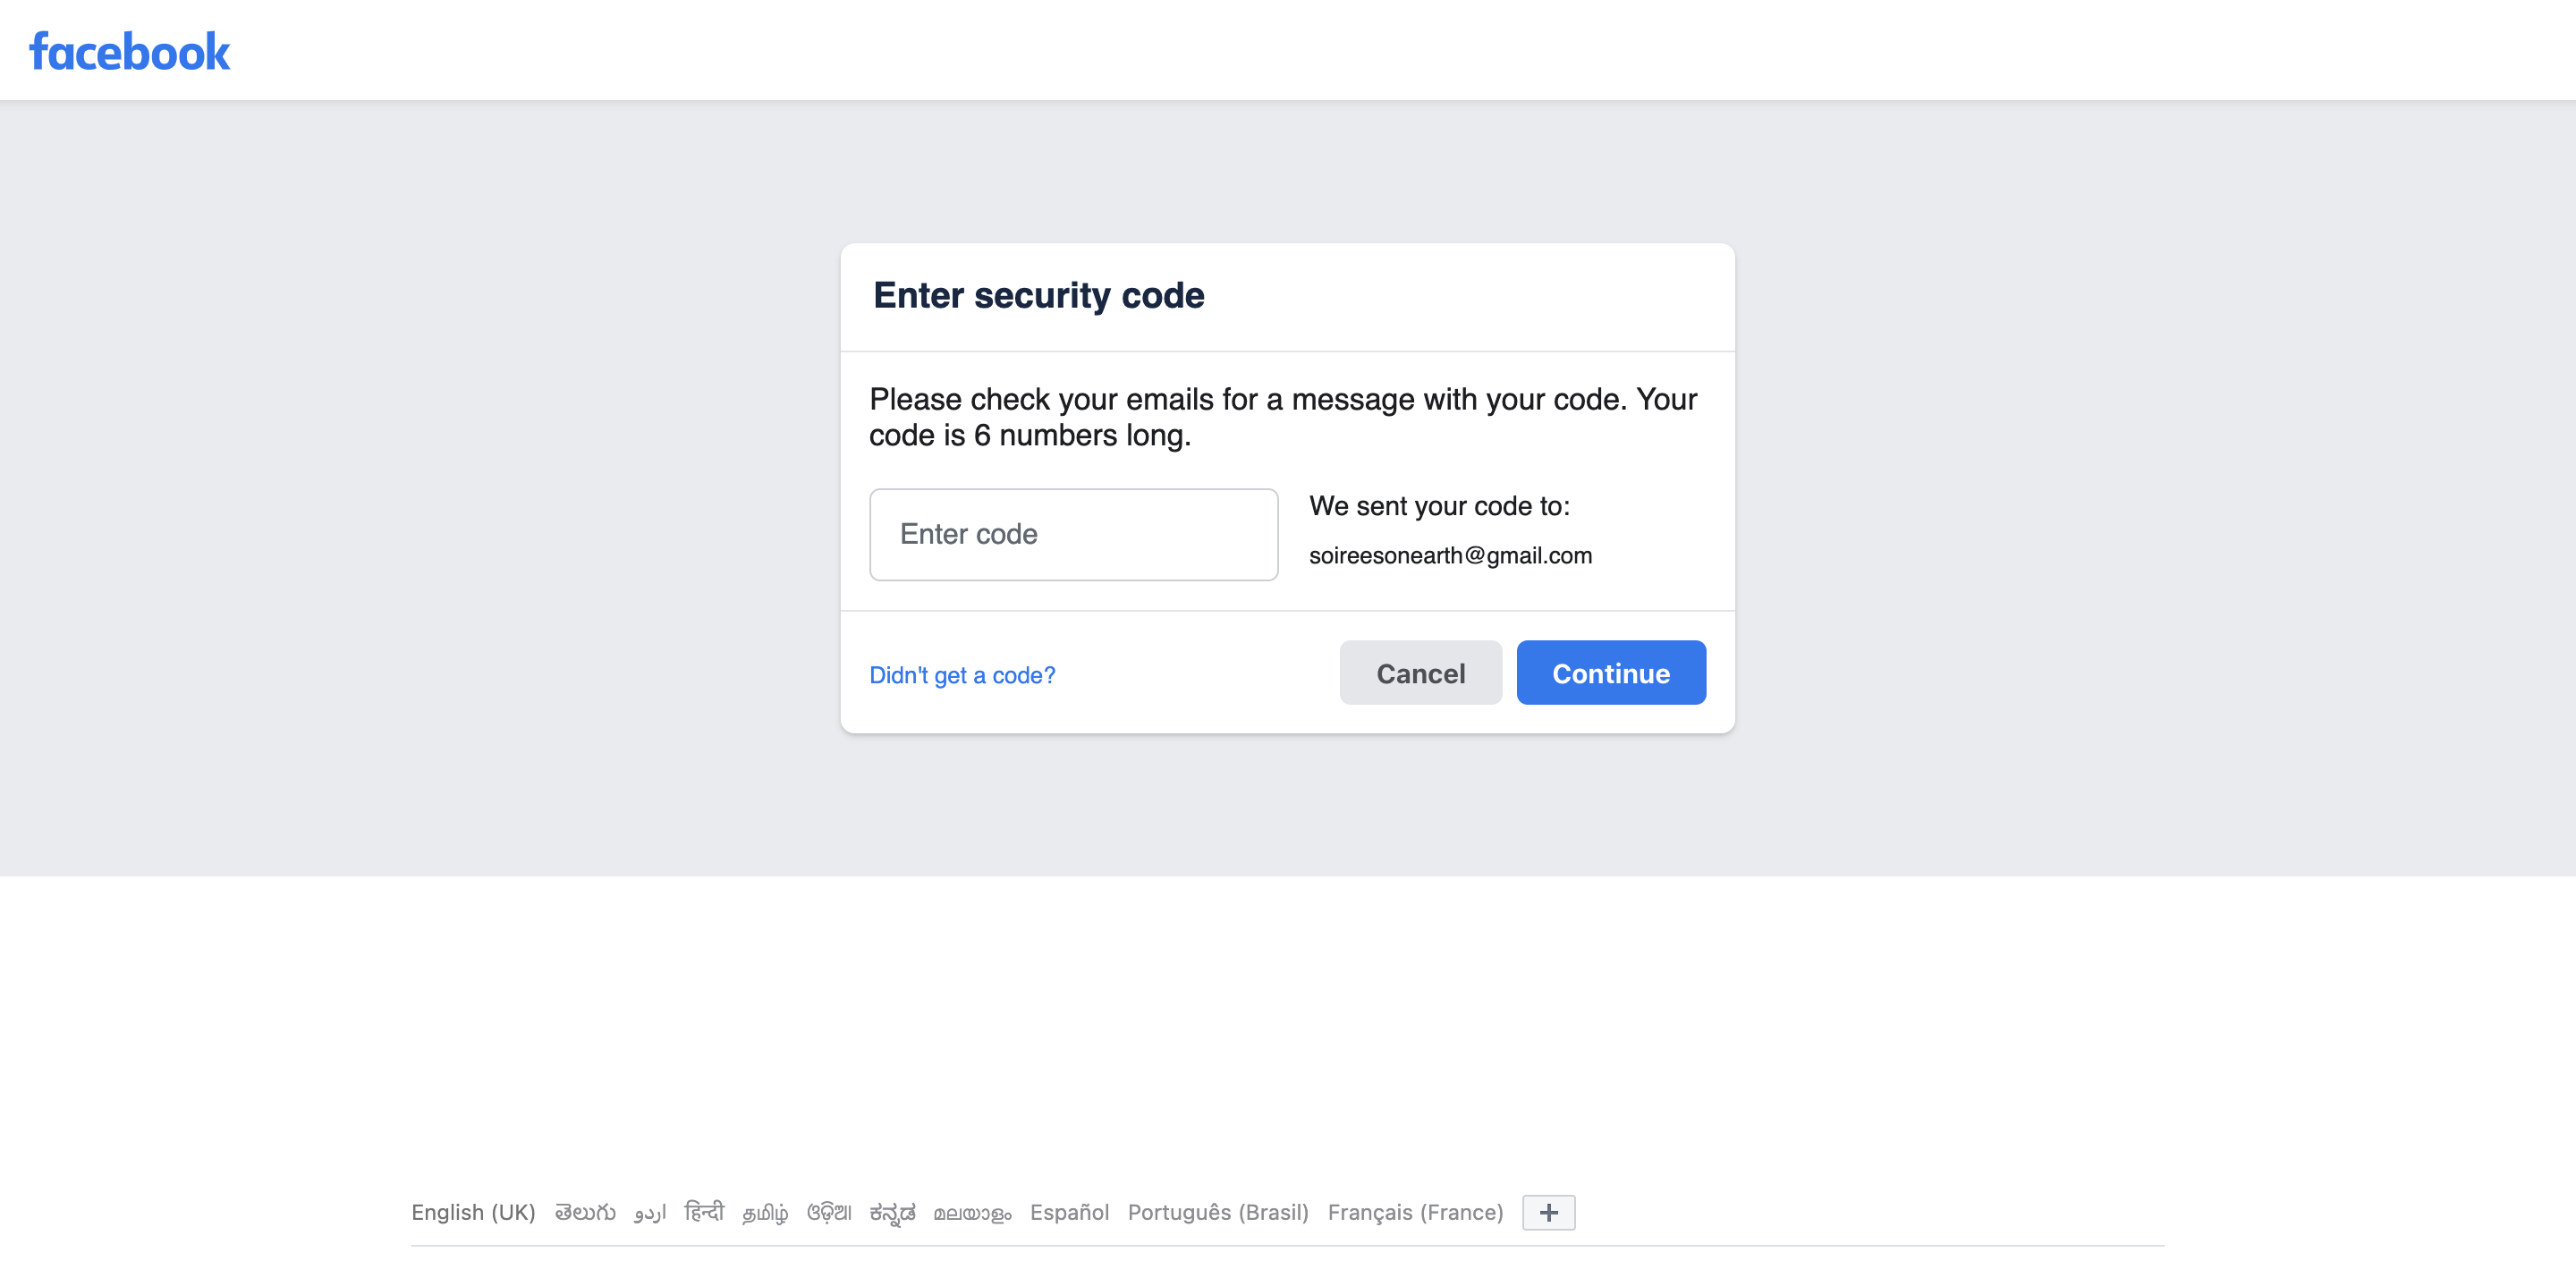 facebook
Enter security code
Please check your emails for a message with your code. Your
code is 6 numbers long.
Enter code
We sent your code to:
soireesonearth@gmail.com
Didn't get a code?
Cancel
Continue
English (UK) తెలుగు اردو हिन्दी தமிழ் ଓଡ଼ିଆ ಕನ್ನಡ മലയാളം Español Português (Brasil) Français (France) +